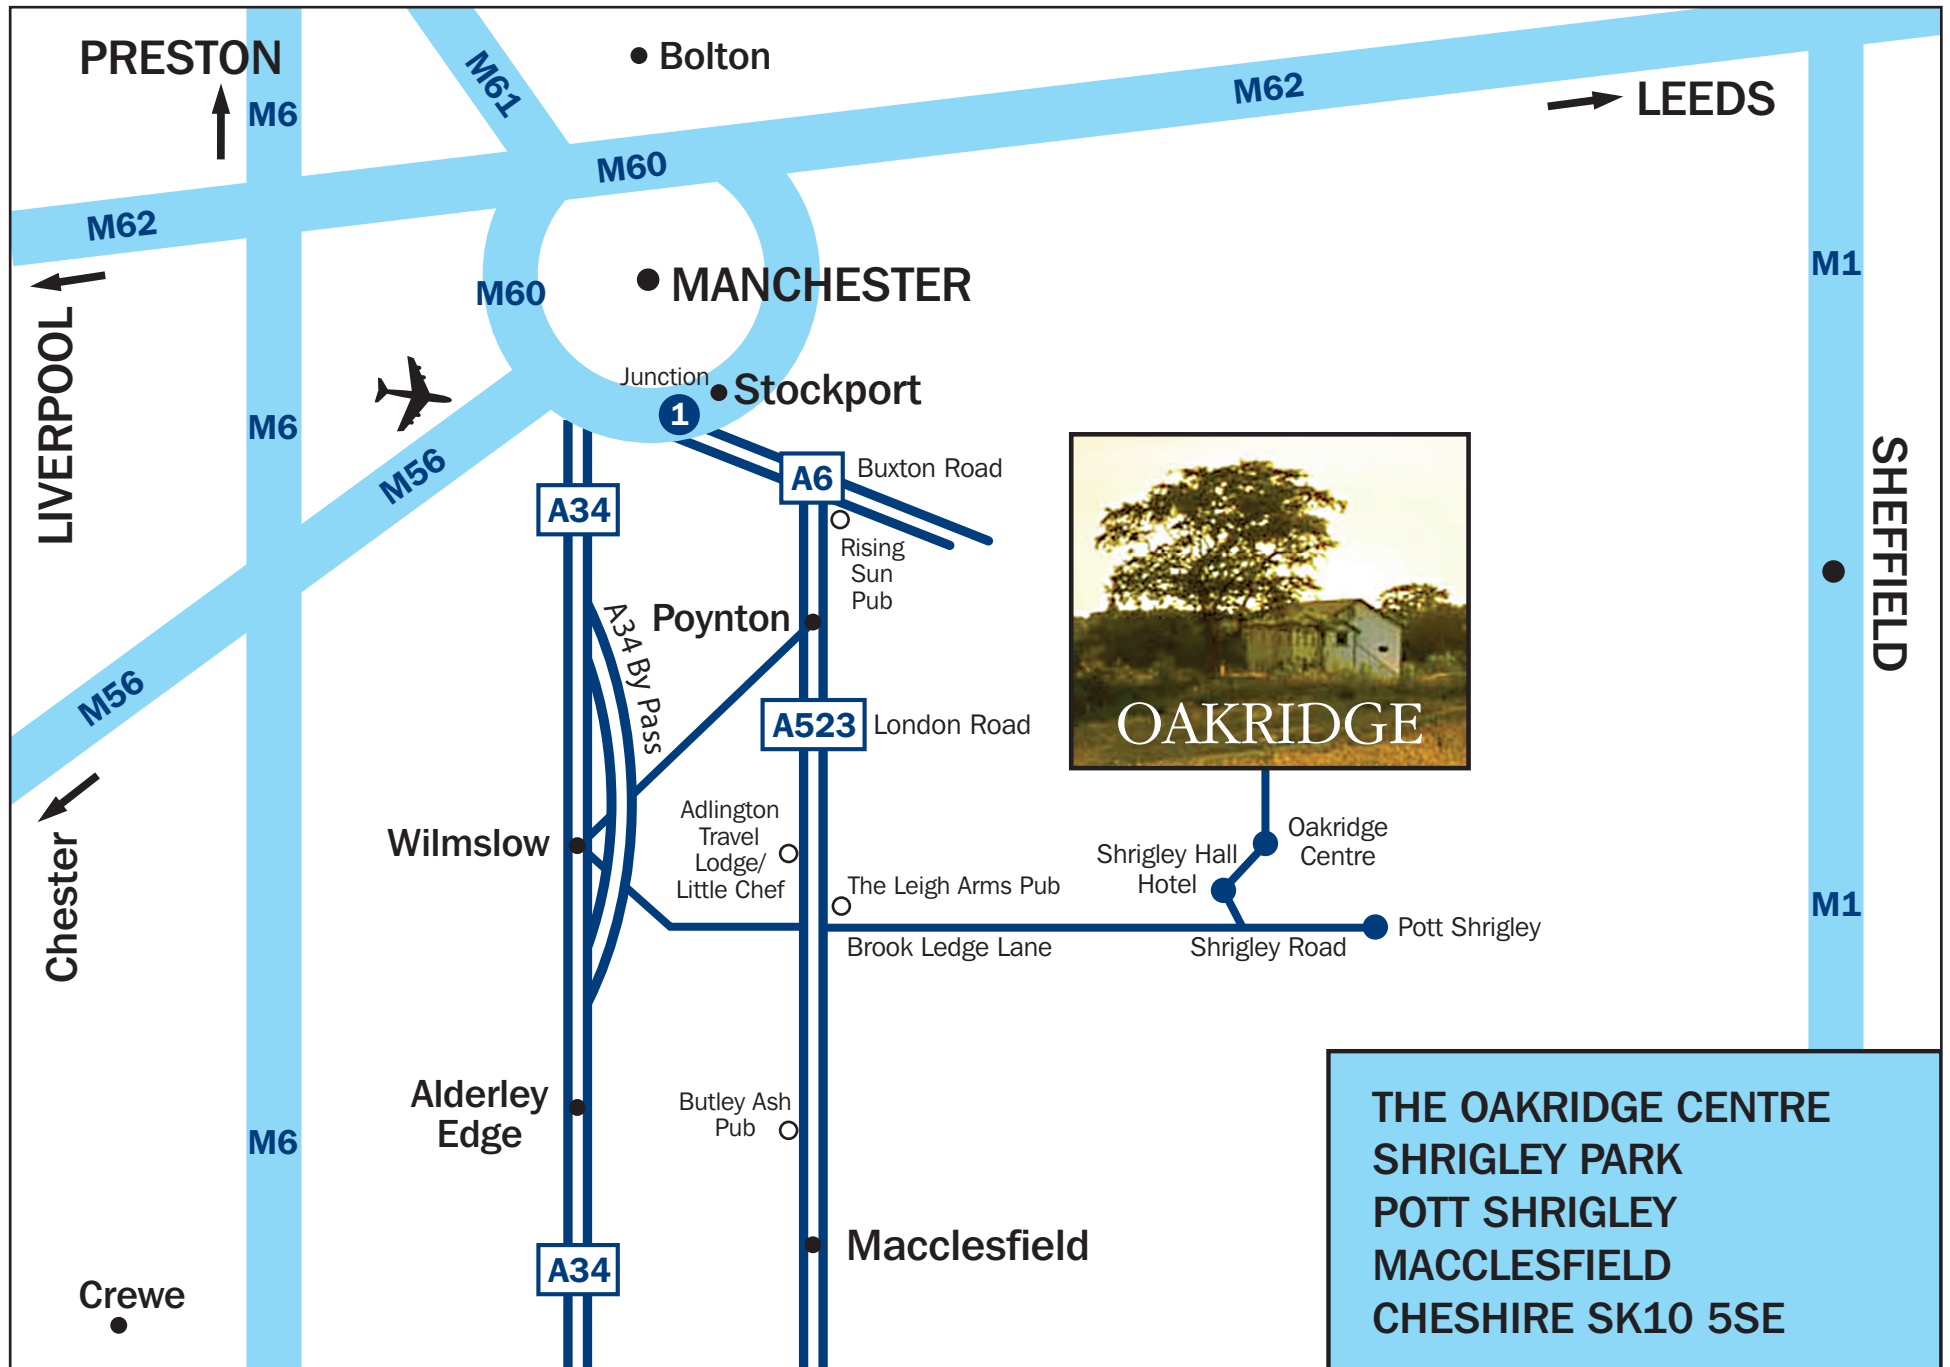 PRESTON
M6
M61
Bolton
M62
LEEDS
M60
M62
M1
M60
MANCHESTER
LIVERPOOL
Junction
1
Stockport
M6
M56
A6
Buxton Road
A34
Rising
Sun
Pub
SHEFFIELD
Poynton
A34 By Pass
M56
A523
London Road
OAKRIDGE
Chester
Wilmslow
Adlington
Travel
Lodge/
Little Chef
The Leigh Arms Pub
Shrigley Hall
Hotel
Oakridge
Centre
M1
Brook Ledge Lane
Shrigley Road
Pott Shrigley
Alderley
Edge
Butley Ash
Pub
M6
Macclesfield
A34
Crewe
THE OAKRIDGE CENTRE
SHRIGLEY PARK
POTT SHRIGLEY
MACCLESFIELD
CHESHIRE SK10 5SE